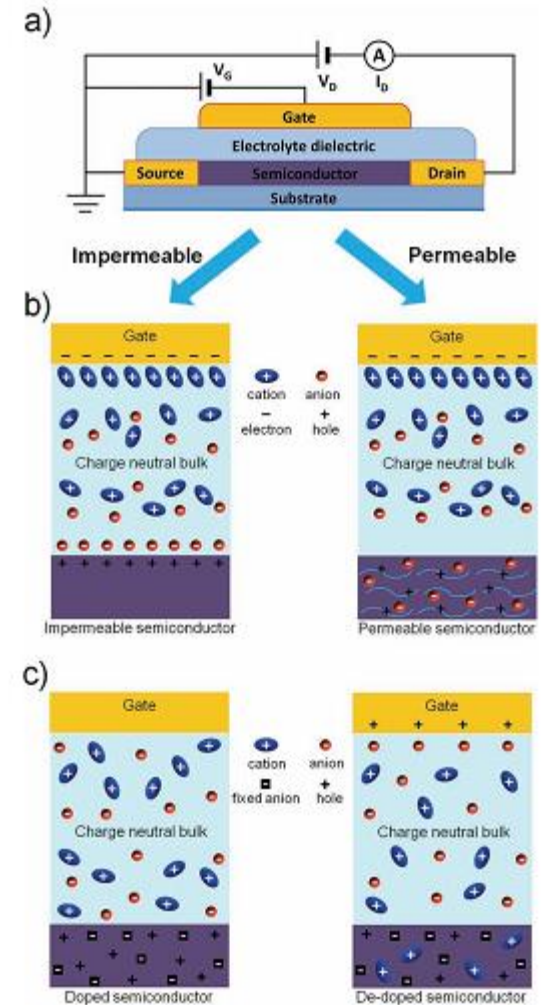 a)
A
V_G
V_D
I_D
Gate
Electrolyte dielectric
Source
Semiconductor
Drain
Substrate
Impermeable
Permeable
b)
Gate
Gate
cation
anion
electron
hole
Charge neutral bulk
Charge neutral bulk
Impermeable semiconductor
Permeable semiconductor
c)
Gate
Gate
cation
anion
fixed anion
hole
Charge neutral bulk
Charge neutral bulk
Doped semiconductor
De-doped semiconductor